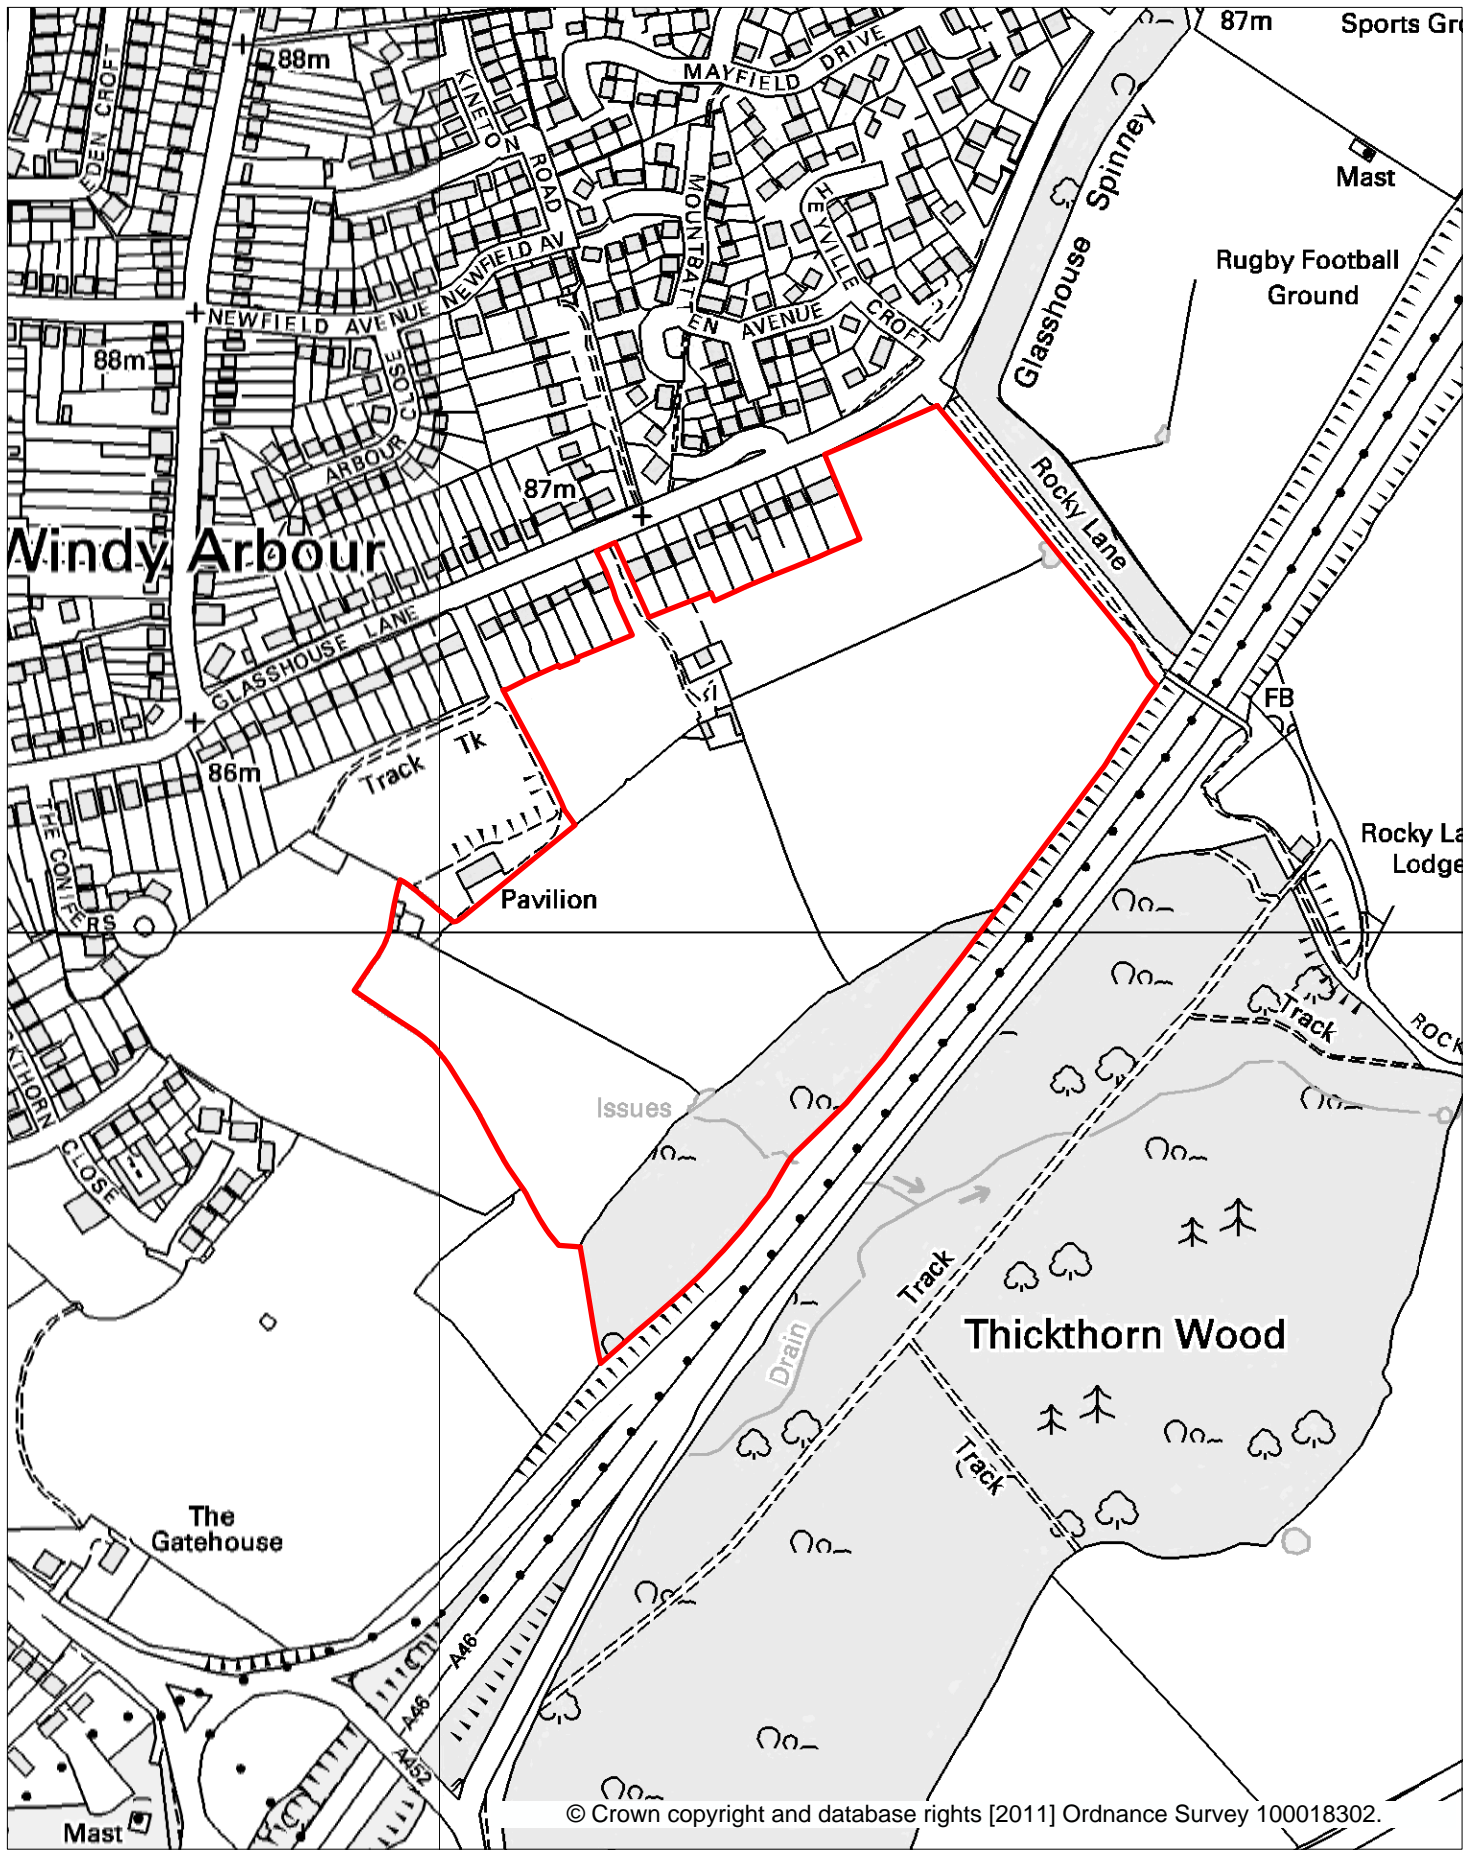 87m
Sports Gr
EDEN CROFT
88m
KINETON ROAD
MAYFIELD DRIVE
Mast
MOUNTBATTEN AVENUE
HEYVILLE CROFT
Glasshouse Spinney
NEWFIELD AV
Rugby Football
Ground
NEWFIELD AVENUE
88m
ARBOUR CLOSE
87m
Rocky Lane
Windy Arbour
GLASSHOUSE LANE
FB
Tk
Track
86m
THE CONIFERS
Rocky La
Lodge
Pavilion
Track
ROCK
CKTHORN
CLOSE
Issues
Track
Drain
Thickthorn Wood
Track
The
Gatehouse
A46
A46
A452
Mast
© Crown copyright and database rights [2011] Ordnance Survey 100018302.